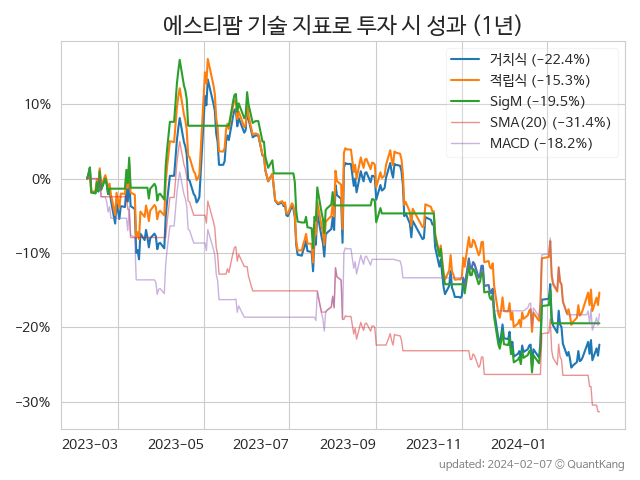 에스티팜 기술 지표로 투자 시 성과 (1년)
거치식 (−22.4%)
적립식 (−15.3%)
SigM (−19.5%)
SMA(20) (−31.4%)
MACD (−18.2%)
10%
0%
−10%
−20%
−30%
2023-03
2023-05
2023-07
2023-09
2023-11
2024-01
updated: 2024-02-07 © QuantKang